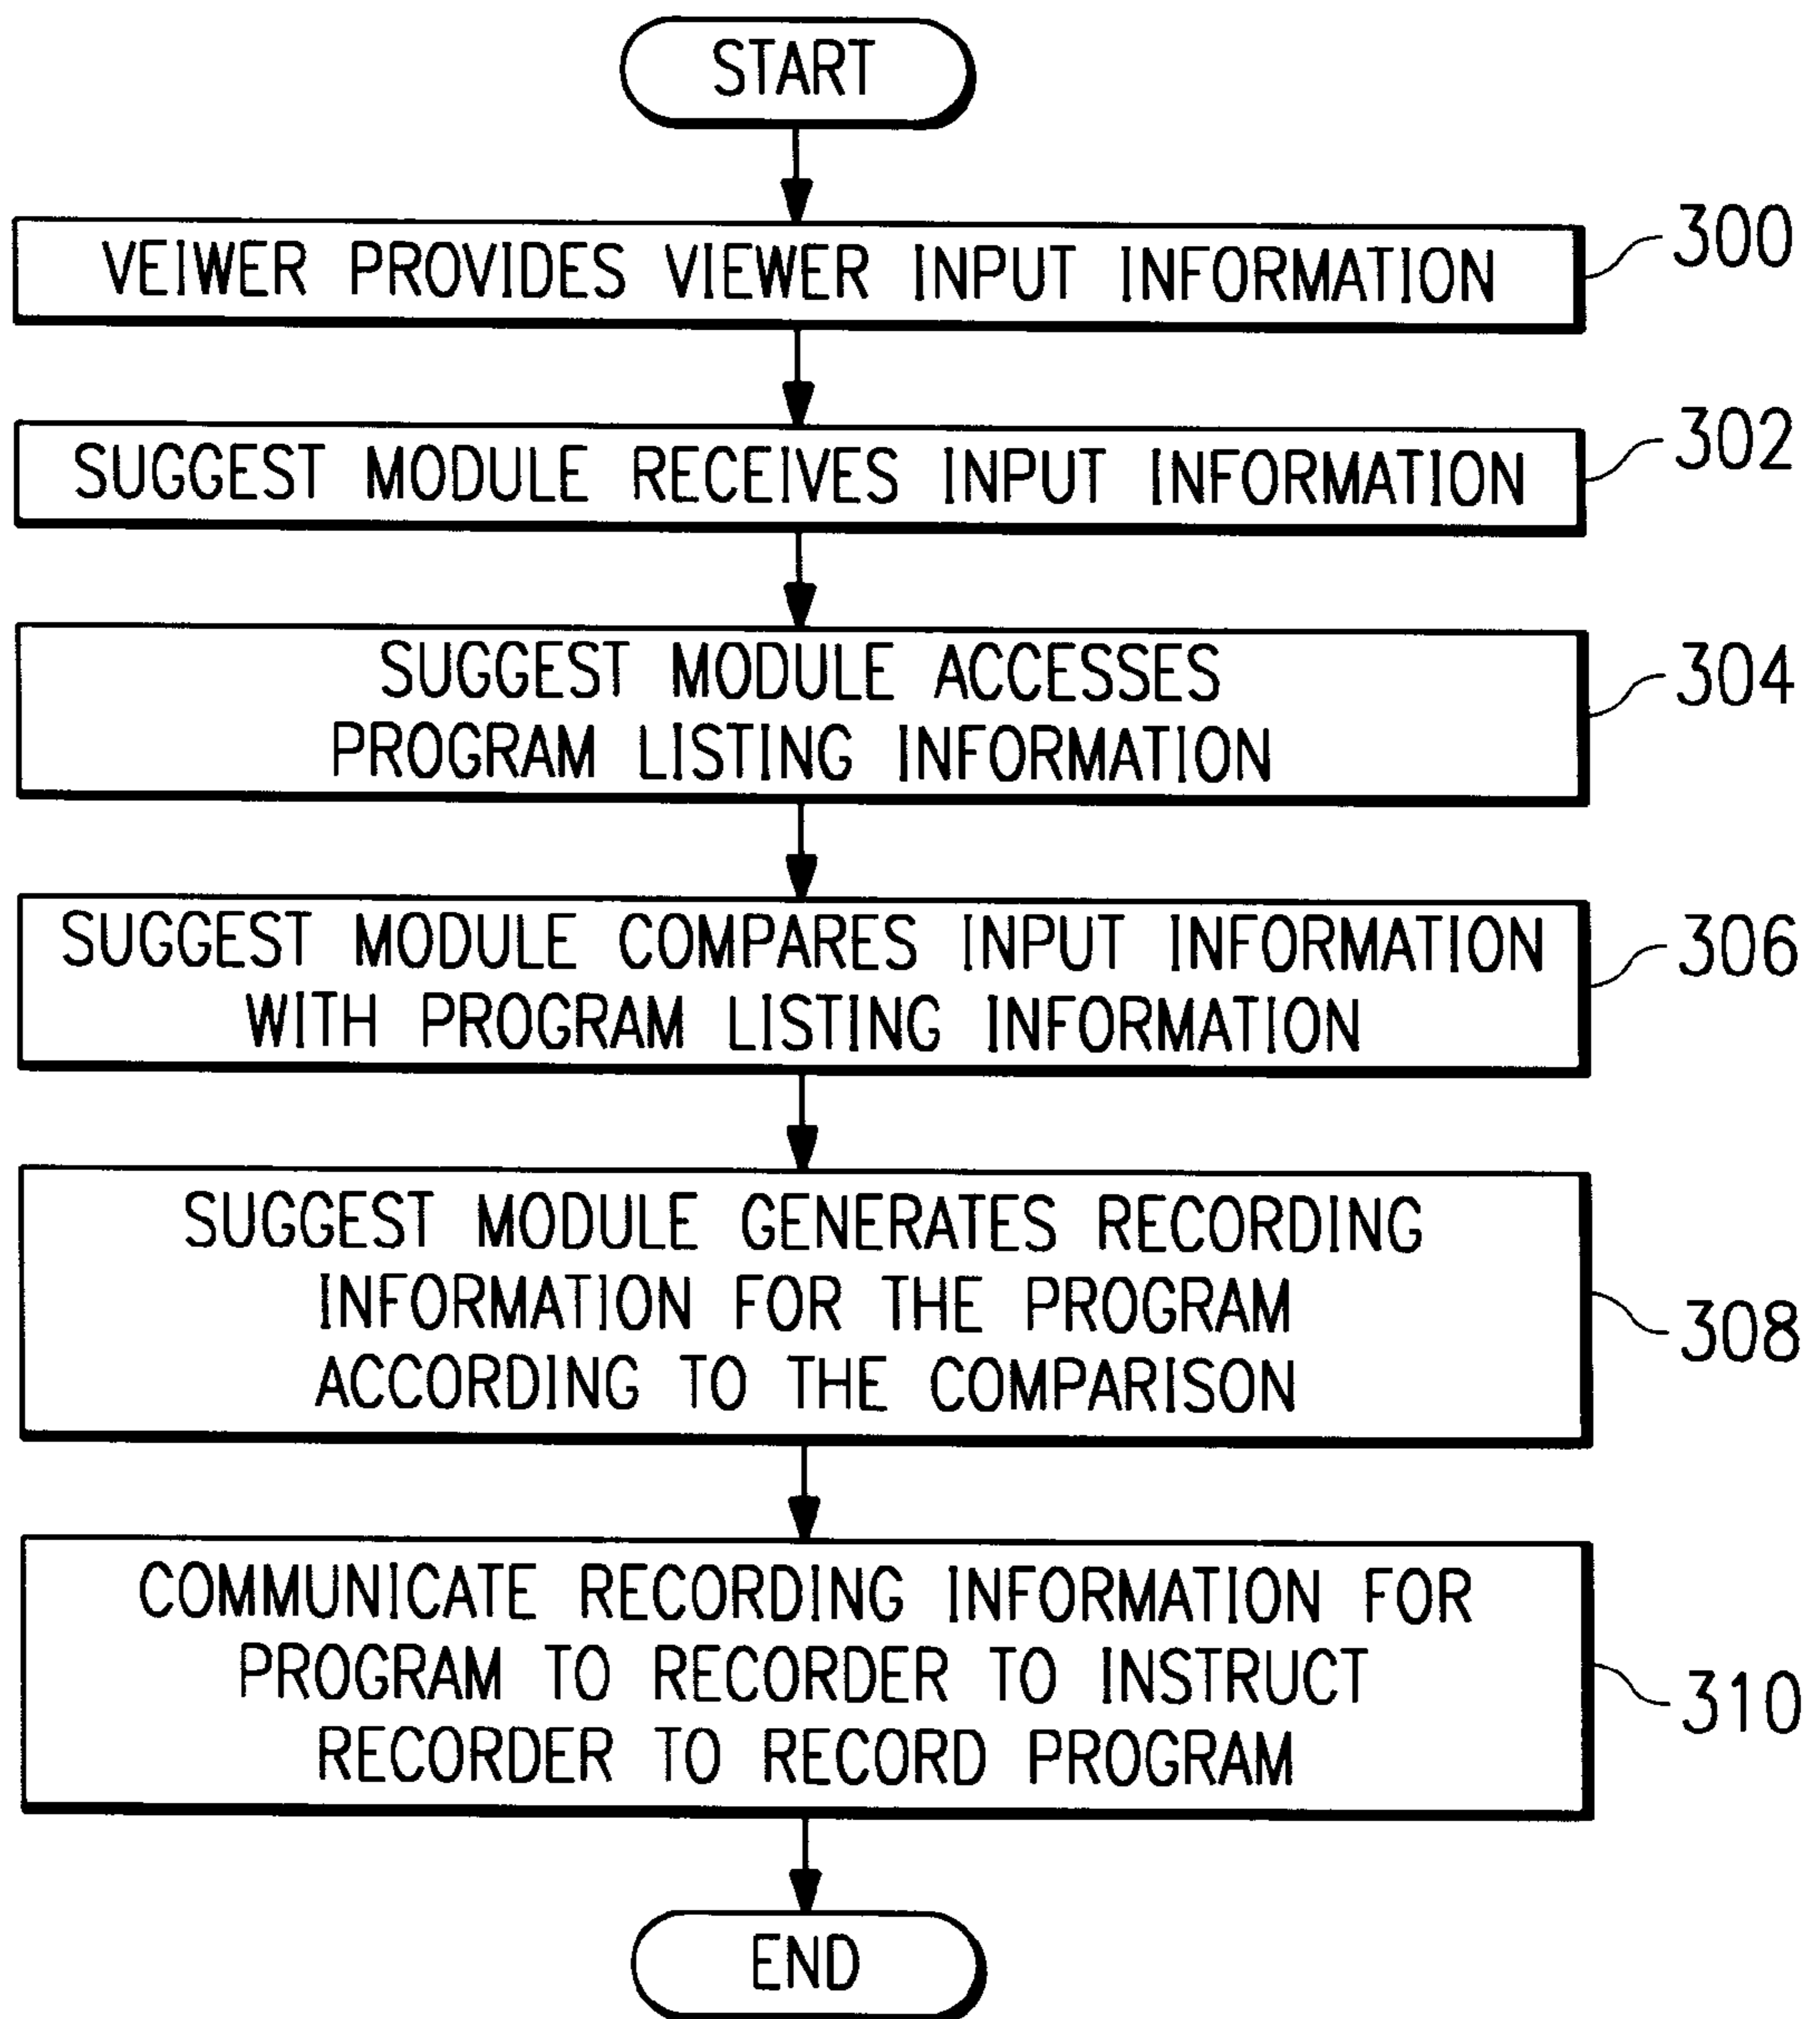 START
VEIWER PROVIDES VIEWER INPUT INFORMATION
300
SUGGEST MODULE RECEIVES INPUT INFORMATION
302
SUGGEST MODULE ACCESSES
PROGRAM LISTING INFORMATION
304
SUGGEST MODULE COMPARES INPUT INFORMATION
WITH PROGRAM LISTING INFORMATION
306
SUGGEST MODULE GENERATES RECORDING
INFORMATION FOR THE PROGRAM
ACCORDING TO THE COMPARISON
308
COMMUNICATE RECORDING INFORMATION FOR
PROGRAM TO RECORDER TO INSTRUCT
RECORDER TO RECORD PROGRAM
310
END